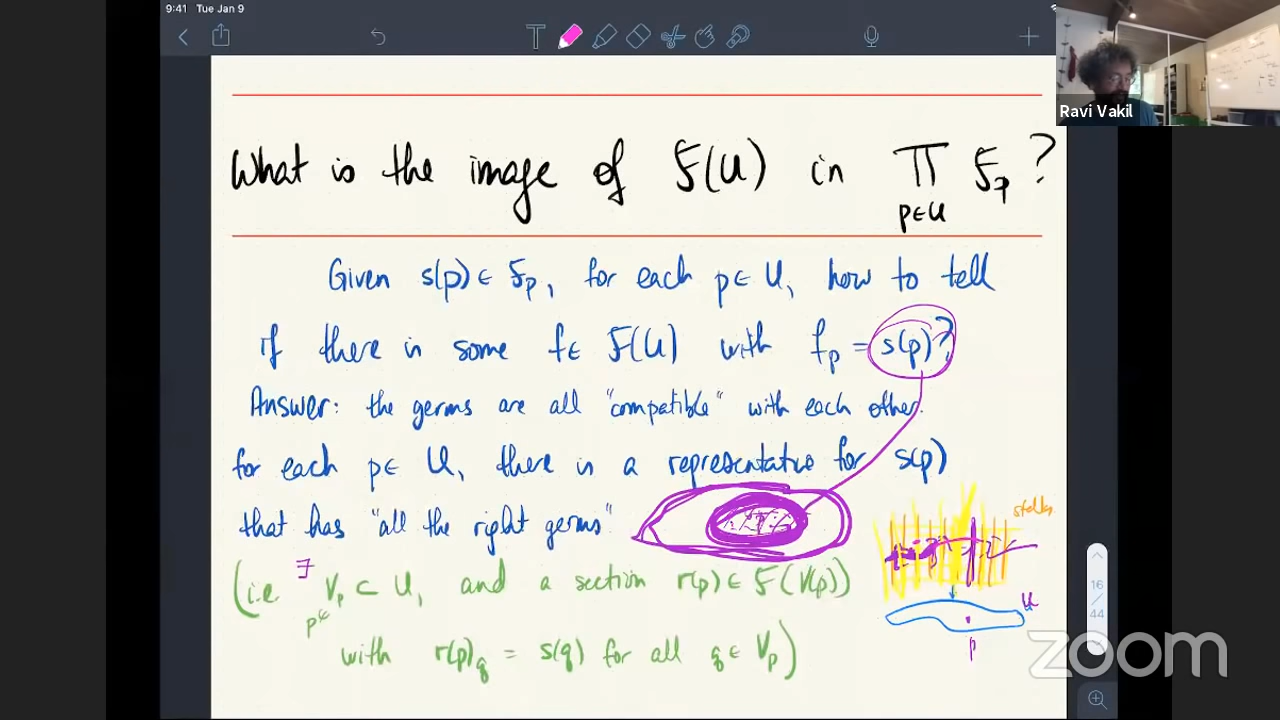 9:41 Tue Jan 9
Ravi Vakil
What is the image of F(U) in ∏ F_p ?
p∈U
Given s(p) ∈ F_p, for each p ∈ U, how to tell
if there is some f ∈ F(U) with f_p = s(p)?
Answer: the germs are all "compatible" with each other.
for each p ∈ U, there is a representative for s(p)
that has "all the right germs"
stalks
(i.e ∃ V_p ⊂ U, and a section r(p) ∈ F(V(p))
p∈
with r(p)_q = s(q) for all q ∈ V_p)
U
p
16
44
zoom